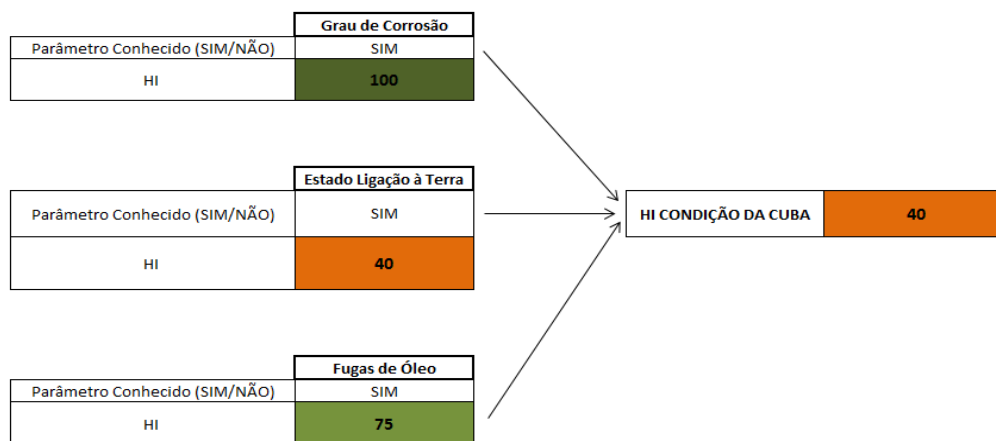 Grau de Corrosão
Parâmetro Conhecido (SIM/NÃO) SIM
HI 100
Estado Ligação à Terra
Parâmetro Conhecido (SIM/NÃO) SIM
HI CONDIÇÃO DA CUBA 40
HI 40
Fugas de Óleo
Parâmetro Conhecido (SIM/NÃO) SIM
HI 75